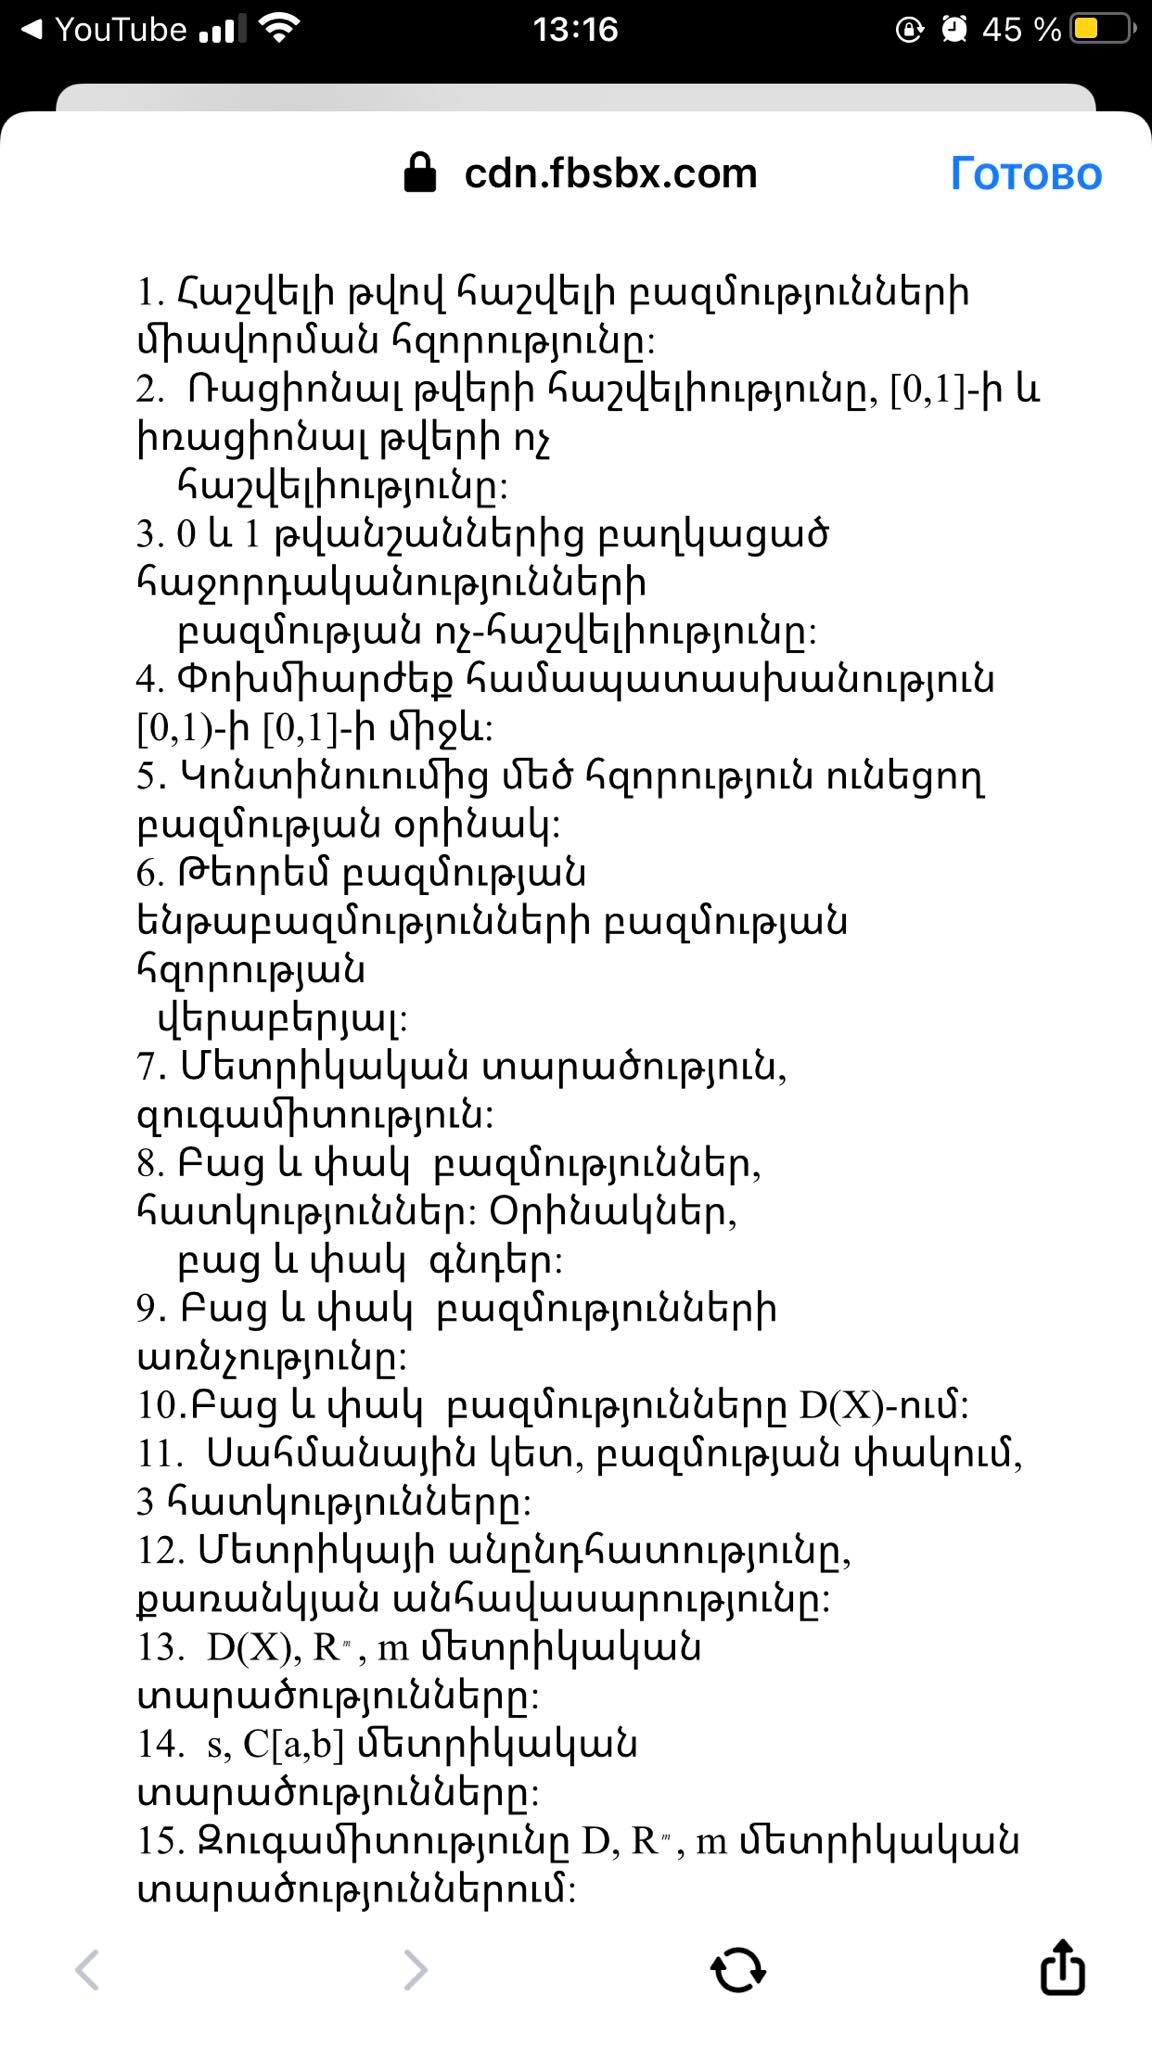 YouTube
13:16
45 %
cdn.fbsbx.com
Готово
1. Հաշվելի թվով հաշվելի բազմությունների
միավորման հզորությունը:
2.  Ռացիոնալ թվերի հաշվելիությունը, [0,1]-ի և
իռացիոնալ թվերի ոչ
հաշվելիությունը:
3. 0 և 1 թվանշաններից բաղկացած
հաջորդականությունների
բազմության ոչ-հաշվելիությունը:
4. Փոխմիարժեք համապատասխանություն
[0,1)-ի [0,1]-ի միջև:
5. Կոնտինուումից մեծ հզորություն ունեցող
բազմության օրինակ:
6. Թեորեմ բազմության
ենթաբազմությունների բազմության
հզորության
վերաբերյալ:
7. Մետրիկական տարածություն,
զուգամիտություն:
8. Բաց և փակ  բազմություններ,
հատկություններ: Օրինակներ,
բաց և փակ  գնդեր:
9. Բաց և փակ  բազմությունների
առնչությունը:
10.Բաց և փակ  բազմությունները D(X)-ում:
11.  Սահմանային կետ, բազմության փակում,
3 հատկությունները:
12. Մետրիկայի անընդհատությունը,
քառանկյան անհավասարությունը:
13.  D(X), R ᵐ, m մետրիկական
տարածությունները:
14.  s, C[a,b] մետրիկական
տարածությունները:
15. Զուգամիտությունը D, R ᵐ, m մետրիկական
տարածություններում: